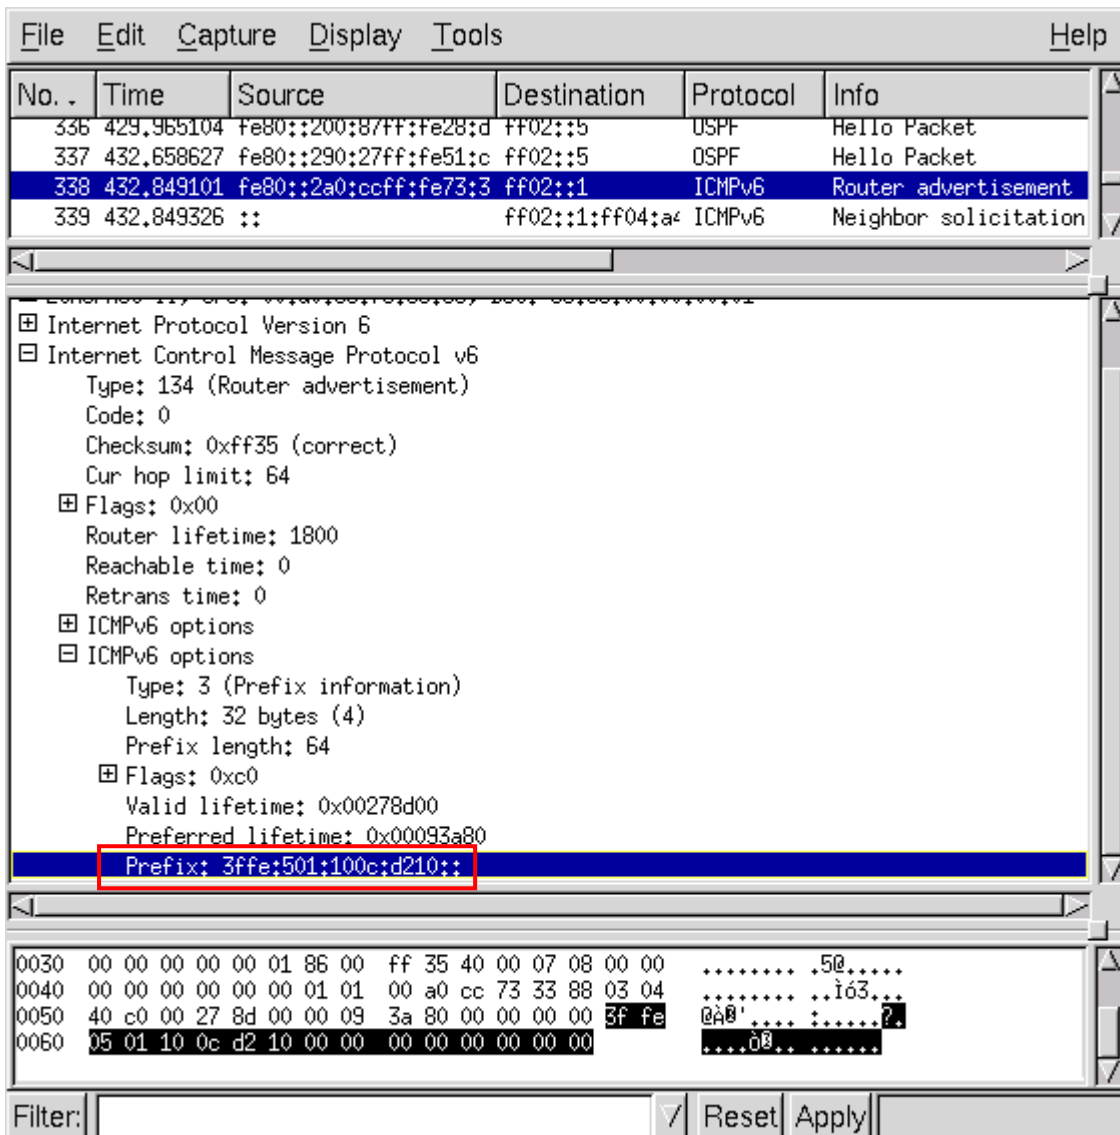 File Edit Capture Display Tools Help
No. . Time Source Destination Protocol Info
336 429.965104 fe80::200:87ff:fe28:d ff02::5 OSPF Hello Packet
337 432.658627 fe80::290:27ff:fe51:c ff02::5 OSPF Hello Packet
338 432.849101 fe80::2a0:ccff:fe73:3 ff02::1 ICMPv6 Router advertisement
339 432.849326 :: ff02::1:ff04:a4 ICMPv6 Neighbor solicitation
Internet Protocol Version 6
Internet Control Message Protocol v6
Type: 134 (Router advertisement)
Code: 0
Checksum: 0xff35 (correct)
Cur hop limit: 64
Flags: 0x00
Router lifetime: 1800
Reachable time: 0
Retrans time: 0
ICMPv6 options
ICMPv6 options
Type: 3 (Prefix information)
Length: 32 bytes (4)
Prefix length: 64
Flags: 0xc0
Valid lifetime: 0x00278d00
Preferred lifetime: 0x00093a80
Prefix: 3ffe:501:100c:d210::
0030 00 00 00 00 00 01 86 00 ff 35 40 00 07 08 00 00 ........ .5@.....
0040 00 00 00 00 00 00 01 01 00 a0 cc 73 33 88 03 04 ........ ..Ìó3...
0050 40 c0 00 27 8d 00 00 09 3a 80 00 00 00 00 3f fe
0060 05 01 10 0c d2 10 00 00 00 00 00 00 00 00
Filter: Reset Apply